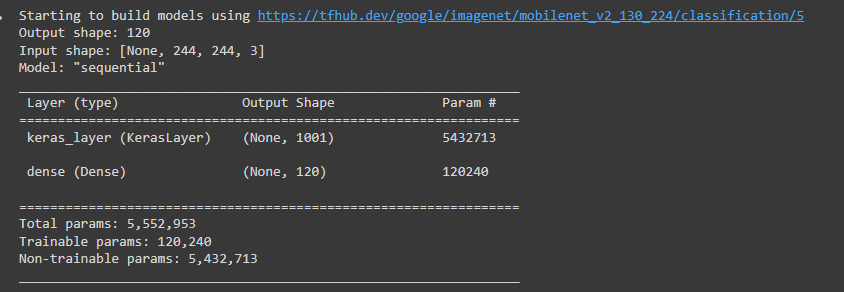 Starting to build models using https://tfhub.dev/google/imagenet/mobilenet_v2_130_224/classification/5
Output shape: 120
Input shape: [None, 244, 244, 3]
Model: "sequential"
_________________________________________________________________
Layer (type) Output Shape Param #
=================================================================
keras_layer (KerasLayer) (None, 1001) 5432713
dense (Dense) (None, 120) 120240
=================================================================
Total params: 5,552,953
Trainable params: 120,240
Non-trainable params: 5,432,713
_________________________________________________________________